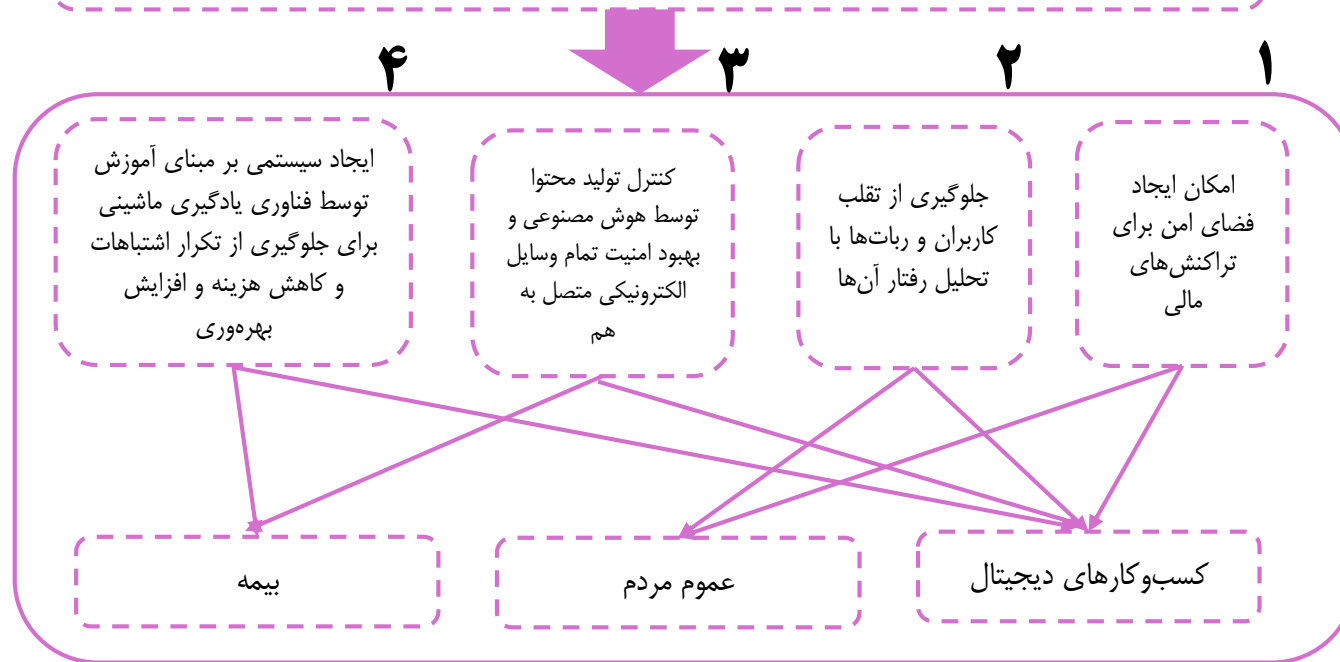 ۱
۲
۳
۴
امکان ایجاد
فضای امن برای
تراکنش‌های
مالی
جلوگیری از تقلب
کاربران و ربات‌ها با
تحلیل رفتار آن‌ها
کنترل تولید محتوا
توسط هوش مصنوعی و
بهبود امنیت تمام وسایل
الکترونیکی متصل به
هم
ایجاد سیستمی بر مبنای آموزش
توسط فناوری یادگیری ماشینی
برای جلوگیری از تکرار اشتباهات
و کاهش هزینه و افزایش
بهره‌وری
کسب‌وکارهای دیجیتال
عموم مردم
بیمه